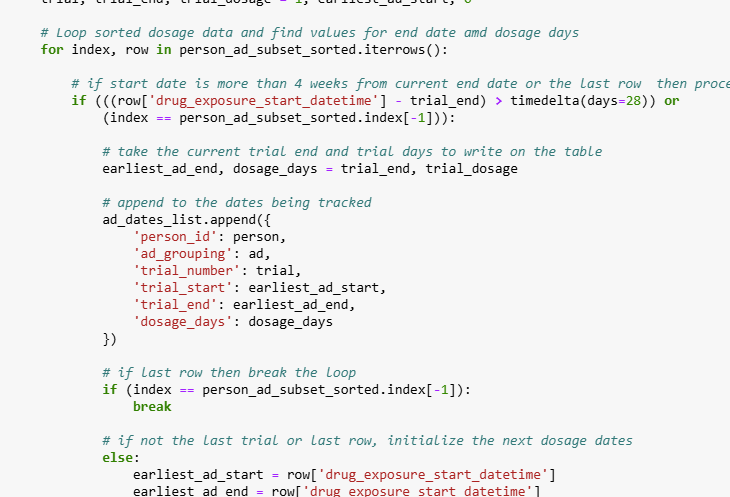 trial, trial_end, trial_dosage = 1, earliest_ad_start, 0
# Loop sorted dosage data and find values for end date amd dosage days
for index, row in person_ad_subset_sorted.iterrows():
# if start date is more than 4 weeks from current end date or the last row  then proce
if (((row['drug_exposure_start_datetime'] - trial_end) > timedelta(days=28)) or
(index == person_ad_subset_sorted.index[-1])):
# take the current trial end and trial days to write on the table
earliest_ad_end, dosage_days = trial_end, trial_dosage
# append to the dates being tracked
ad_dates_list.append({
'person_id': person,
'ad_grouping': ad,
'trial_number': trial,
'trial_start': earliest_ad_start,
'trial_end': earliest_ad_end,
'dosage_days': dosage_days
})
# if last row then break the loop
if (index == person_ad_subset_sorted.index[-1]):
break
# if not the last trial or last row, initialize the next dosage dates
else:
earliest_ad_start = row['drug_exposure_start_datetime']
earliest_ad_end = row['drug_exposure_start_datetime']